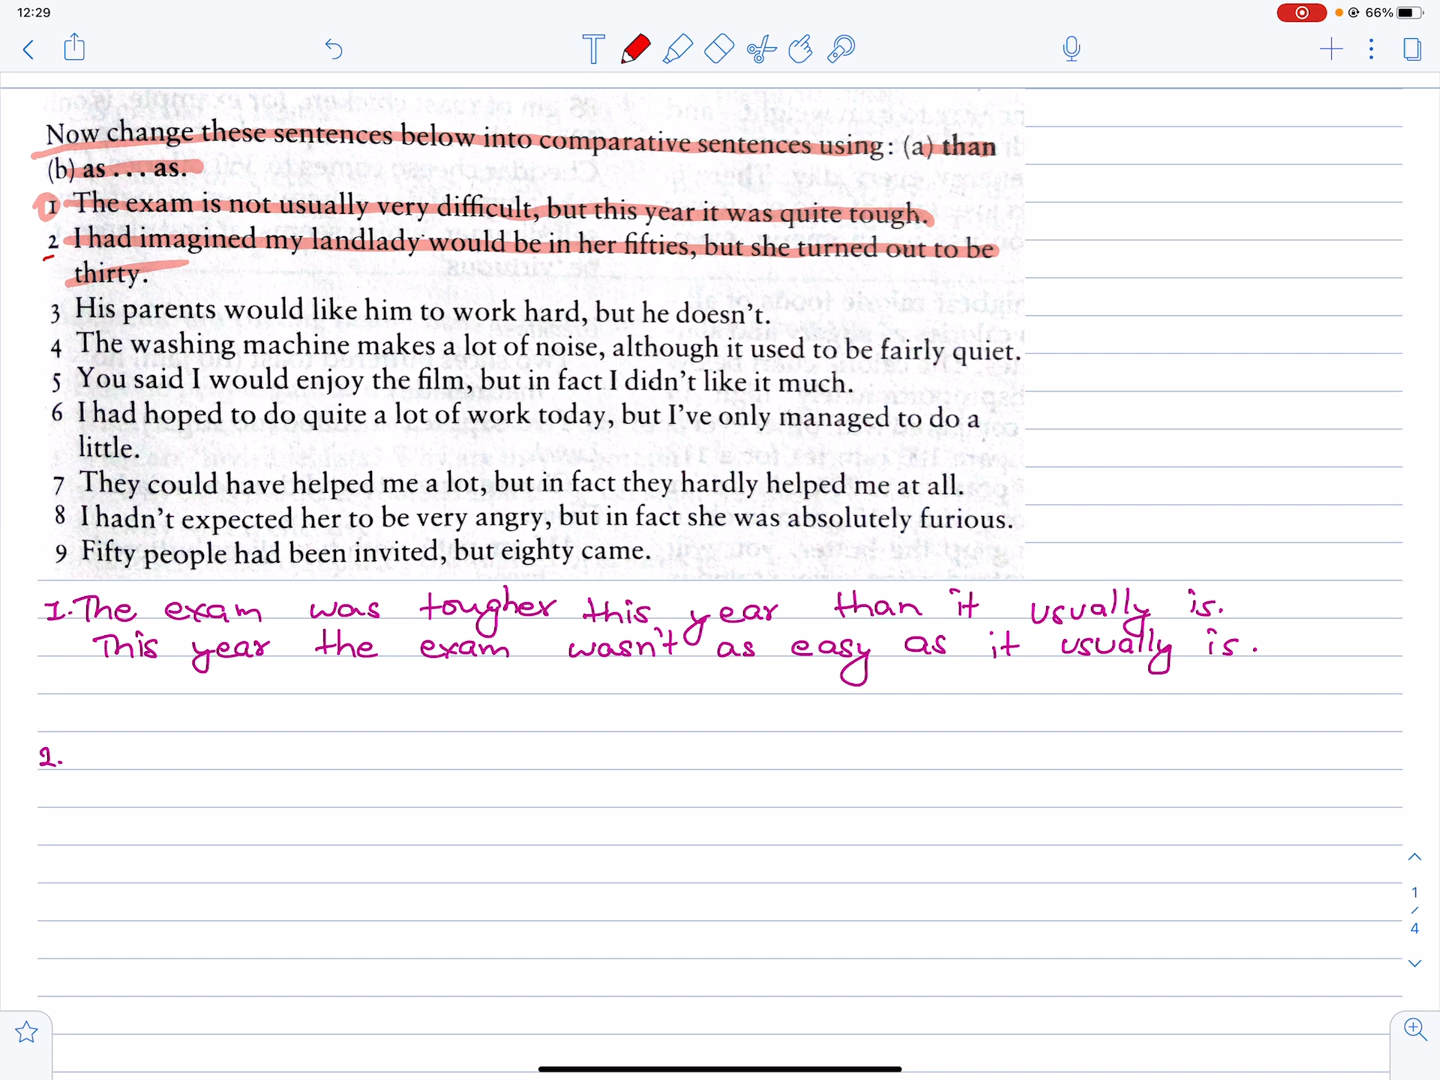 12:29
66%
Now change these sentences below into comparative sentences using: (a) than
(b) as . . . as.
1 The exam is not usually very difficult, but this year it was quite tough.
2 I had imagined my landlady would be in her fifties, but she turned out to be
thirty.
3 His parents would like him to work hard, but he doesn't.
4 The washing machine makes a lot of noise, although it used to be fairly quiet.
5 You said I would enjoy the film, but in fact I didn't like it much.
6 I had hoped to do quite a lot of work today, but I've only managed to do a
little.
7 They could have helped me a lot, but in fact they hardly helped me at all.
8 I hadn't expected her to be very angry, but in fact she was absolutely furious.
9 Fifty people had been invited, but eighty came.
1. The exam was tougher this year than it usually is.
This year the exam wasn't as easy as it usually is.
2.
1
/
4